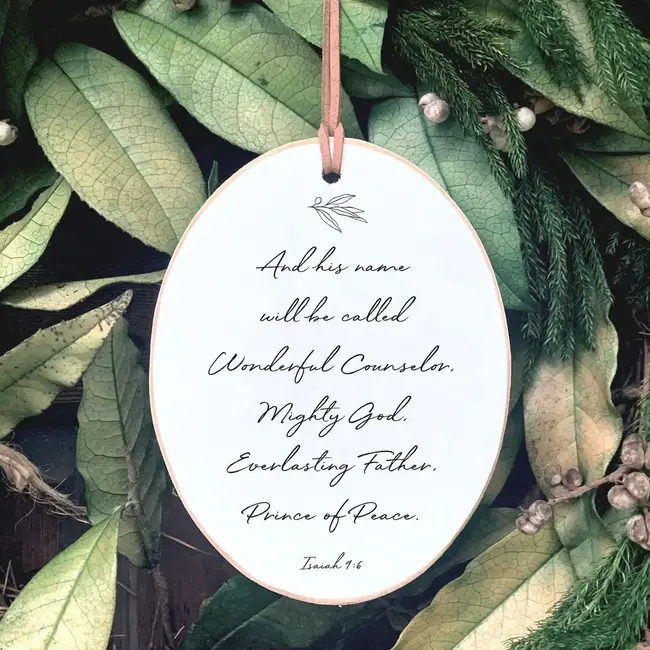 And his name
will be called
Wonderful Counselor,
Mighty God,
Everlasting Father,
Prince of Peace.
Isaiah 9:6